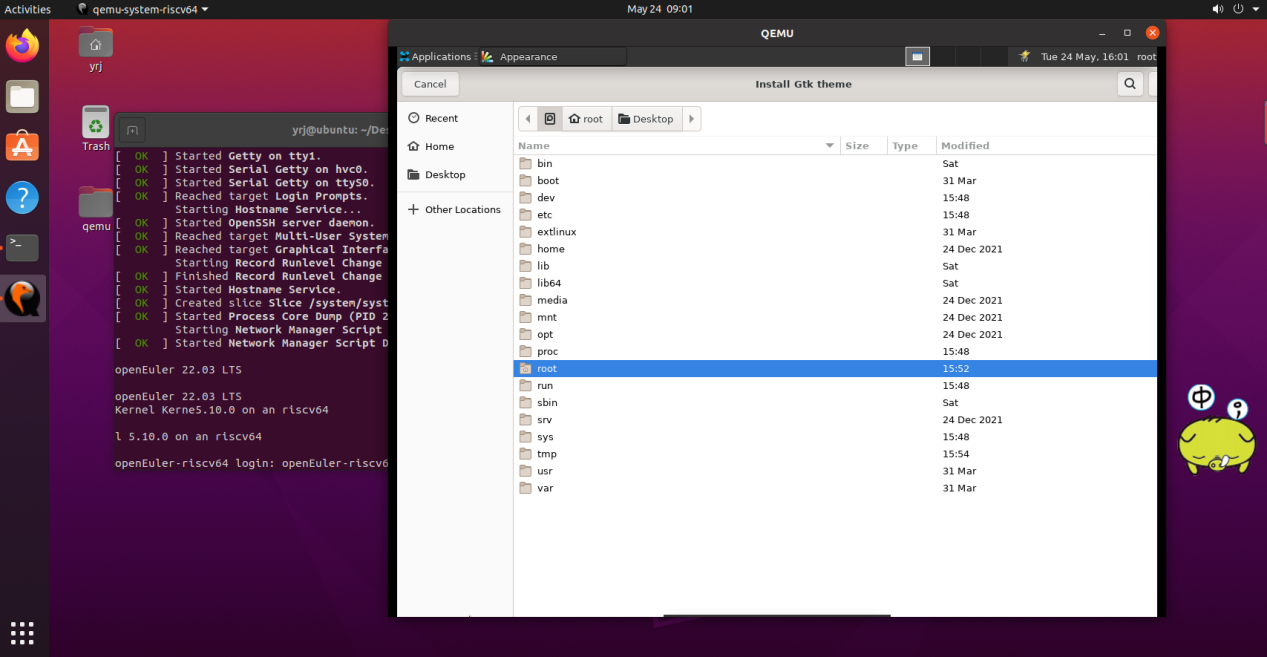 Activities
qemu-system-riscv64
May 24 09:01
yrj
Trash
qemu
yrj@ubuntu: ~/Des
[ OK ] Started Getty on tty1.
[ OK ] Started Serial Getty on hvc0.
[ OK ] Started Serial Getty on ttyS0.
[ OK ] Reached target Login Prompts.
Starting Hostname Service...
[ OK ] Started OpenSSH server daemon.
[ OK ] Reached target Multi-User System
[ OK ] Reached target Graphical Interfa
Starting Record Runlevel Change
[ OK ] Finished Record Runlevel Change
[ OK ] Started Hostname Service.
[ OK ] Created slice Slice /system/syst
[ OK ] Started Process Core Dump (PID 2
Starting Network Manager Script
[ OK ] Started Network Manager Script D
openEuler 22.03 LTS
openEuler 22.03 LTS
Kernel Kerne5.10.0 on an riscv64
l 5.10.0 on an riscv64
openEuler-riscv64 login: openEuler-riscv6
QEMU
Applications
Appearance
Tue 24 May, 16:01 root
Cancel
Install Gtk theme
Recent
Home
Desktop
Other Locations
root
Desktop
Name Size Type Modified
bin Sat
boot 31 Mar
dev 15:48
etc 15:48
extlinux 31 Mar
home 24 Dec 2021
lib Sat
lib64 Sat
media 24 Dec 2021
mnt 24 Dec 2021
opt 24 Dec 2021
proc 15:48
root 15:52
run 15:48
sbin Sat
srv 24 Dec 2021
sys 15:48
tmp 15:54
usr 31 Mar
var 31 Mar
中 ;